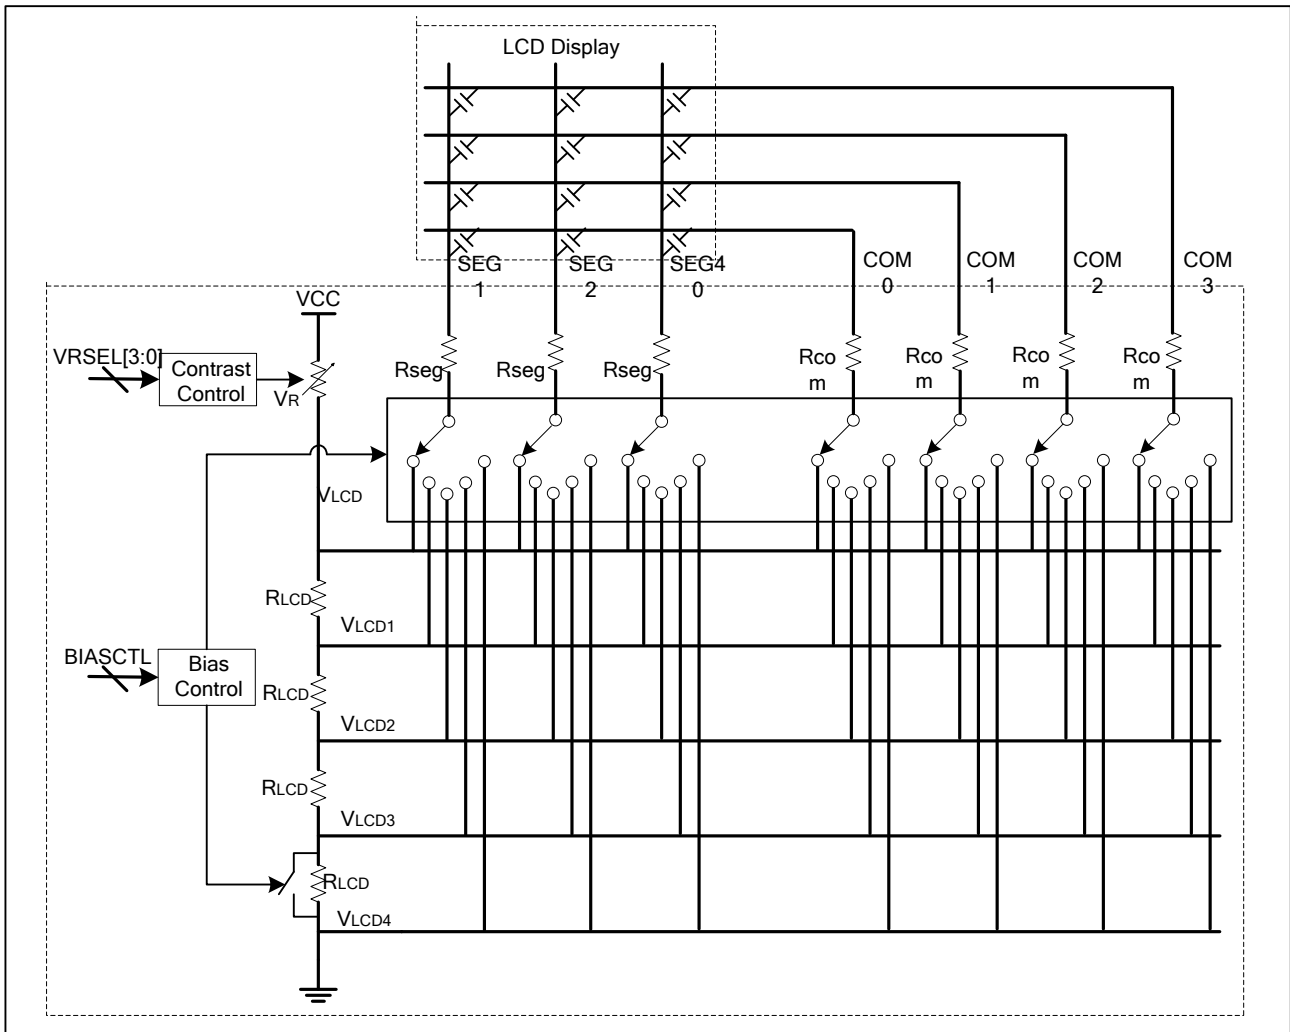 LCD Display
SEG
1
SEG
2
SEG4
0
COM
0
COM
1
COM
2
COM
3
VCC
VRSEL[3:0]
Contrast
Control
VR
Rseg
Rseg
Rseg
Rco
m
Rco
m
Rco
m
Rco
m
VLCD
RLCD
VLCD1
BIASCTL
Bias
Control
RLCD
VLCD2
RLCD
VLCD3
RLCD
VLCD4